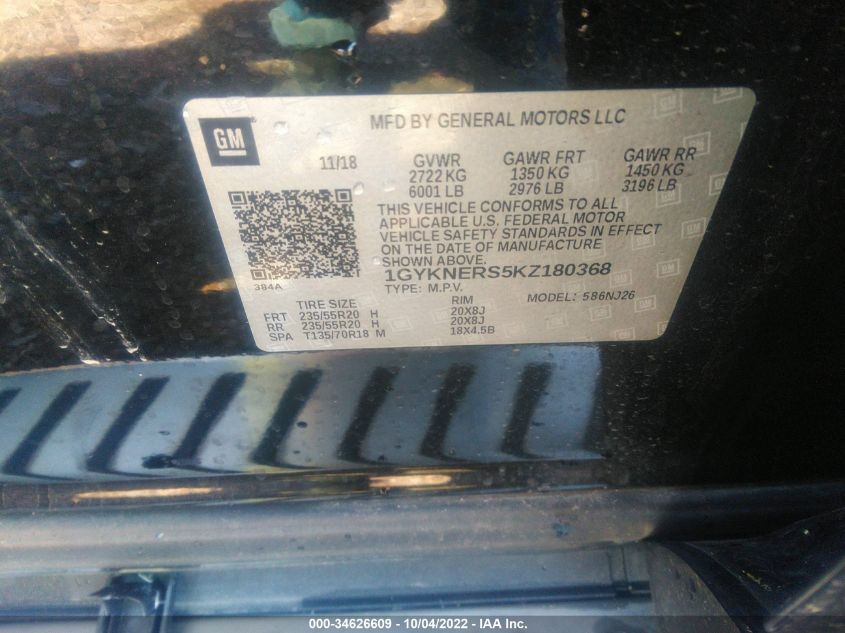 GM
MFD BY GENERAL MOTORS LLC
11/18
GVWR GAWR FRT GAWR RR
2722 KG 1350 KG 1450 KG
6001 LB 2976 LB 3196 LB
THIS VEHICLE CONFORMS TO ALL
APPLICABLE U.S. FEDERAL MOTOR
VEHICLE SAFETY STANDARDS IN EFFECT
ON THE DATE OF MANUFACTURE
SHOWN ABOVE.
384A
1GYKNERS5KZ180368
TYPE: M.P.V. MODEL: 586NJ26
TIRE SIZE RIM
FRT 235/55R20 H 20X8J
RR 235/55R20 H 20X8J
SPA T135/70R18 M 18X4.5B
000-34626609 - 10/04/2022 - IAA Inc.